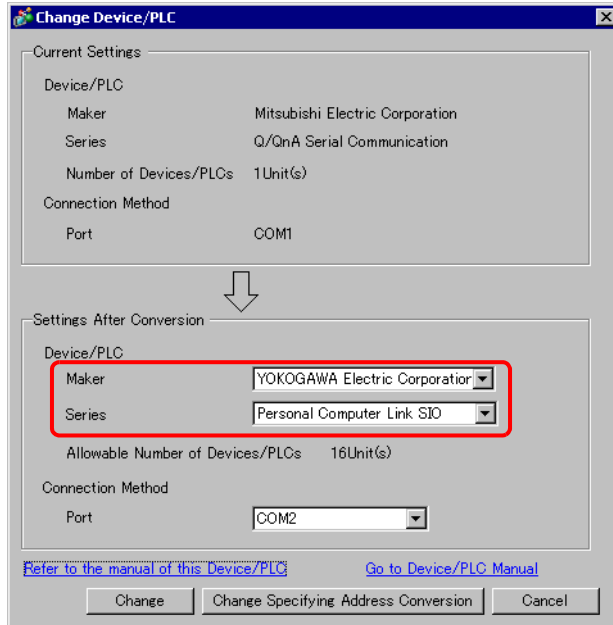 Change Device/PLC
Current Settings
Device/PLC
Maker Mitsubishi Electric Corporation
Series Q/QnA Serial Communication
Number of Devices/PLCs 1Unit(s)
Connection Method
Port COM1
Settings After Conversion
Device/PLC
Maker YOKOGAWA Electric Corporation
Series Personal Computer Link SIO
Allowable Number of Devices/PLCs 16Unit(s)
Connection Method
Port COM2
Refer to the manual of this Device/PLC Go to Device/PLC Manual
Change Change Specifying Address Conversion Cancel